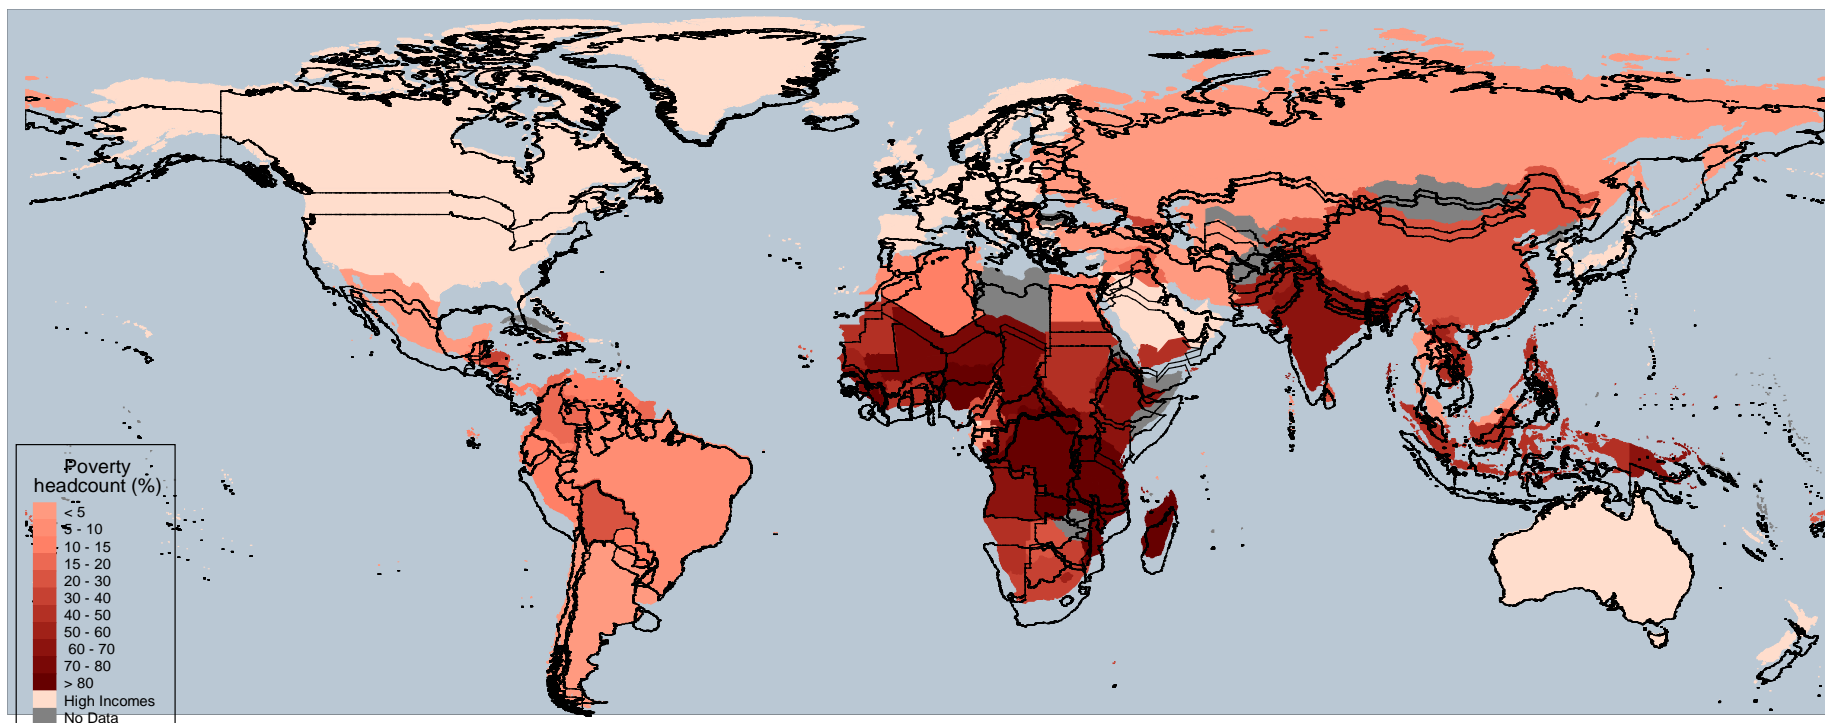 Poverty
headcount (%)
< 5
5 - 10
10 - 15
15 - 20
20 - 30
30 - 40
40 - 50
50 - 60
60 - 70
70 - 80
> 80
High Incomes
No Data